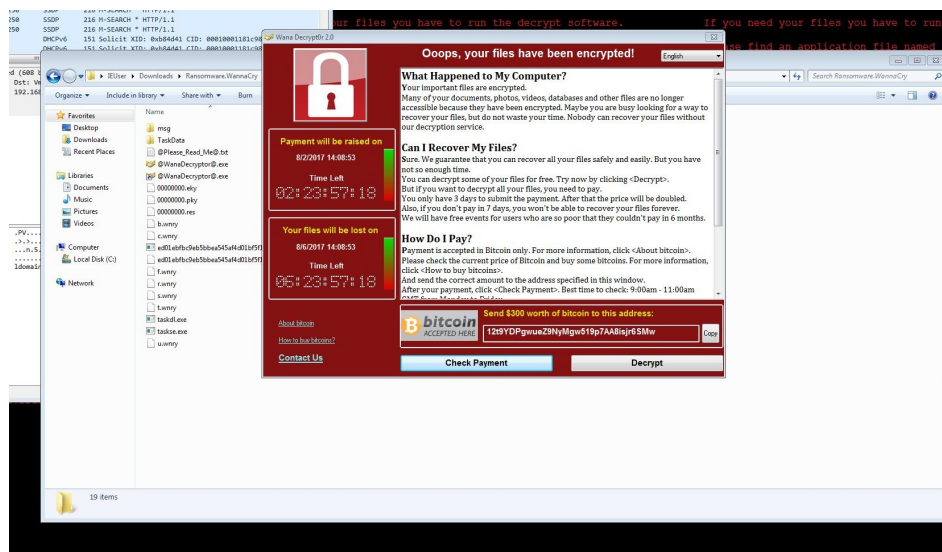 SSDP 216 M-SEARCH * HTTP/1.1
250 SSDP 216 M-SEARCH * HTTP/1.1
DHCPv6 151 Solicit XID: 0xb84d41 CID: 00010001181c98
our files you have to run the decrypt software.
If you need your files you have to run
find an application file named
Wana Decrypt0r 2.0
Ooops, your files have been encrypted!
English
IEUser
Downloads
Ransomware.WannaCry
Search Ransomware.WannaCry
Organize
Include in library
Share with
Burn
Favorites
Desktop
Downloads
Recent Places
Libraries
Documents
Music
Pictures
Videos
Computer
Local Disk (C:)
Network
Name
msg
TaskData
@Please_Read_Me@.txt
@WanaDecryptor@.exe
@WanaDecryptor@.exe
00000000.eky
00000000.pky
00000000.res
b.wnry
c.wnry
ed01ebfbc9eb5bbea545af4d01bf5f1
ed01ebfbc9eb5bbea545af4d01bf5f1
f.wnry
r.wnry
s.wnry
t.wnry
taskdl.exe
taskse.exe
u.wnry
19 items
Payment will be raised on
8/2/2017 14:08:53
Time Left
02:23:57:18
Your files will be lost on
8/6/2017 14:08:53
Time Left
06:23:57:18
About bitcoin
How to buy bitcoins?
Contact Us
What Happened to My Computer?
Your important files are encrypted.
Many of your documents, photos, videos, databases and other files are no longer
accessible because they have been encrypted. Maybe you are busy looking for a way to
recover your files, but do not waste your time. Nobody can recover your files without
our decryption service.
Can I Recover My Files?
Sure. We guarantee that you can recover all your files safely and easily. But you have
not so enough time.
You can decrypt some of your files for free. Try now by clicking <Decrypt>.
But if you want to decrypt all your files, you need to pay.
You only have 3 days to submit the payment. After that the price will be doubled.
Also, if you don't pay in 7 days, you won't be able to recover your files forever.
We will have free events for users who are so poor that they couldn't pay in 6 months.
How Do I Pay?
Payment is accepted in Bitcoin only. For more information, click <About bitcoin>.
Please check the current price of Bitcoin and buy some bitcoins. For more information,
click <How to buy bitcoins>.
And send the correct amount to the address specified in this window.
After your payment, click <Check Payment>. Best time to check: 9:00am - 11:00am
GMT from Monday to Friday.
bitcoin
ACCEPTED HERE
Send $300 worth of bitcoin to this address:
12t9YDPgwueZ9NyMgw519p7AA8isjr6SMw
Copy
Check Payment
Decrypt